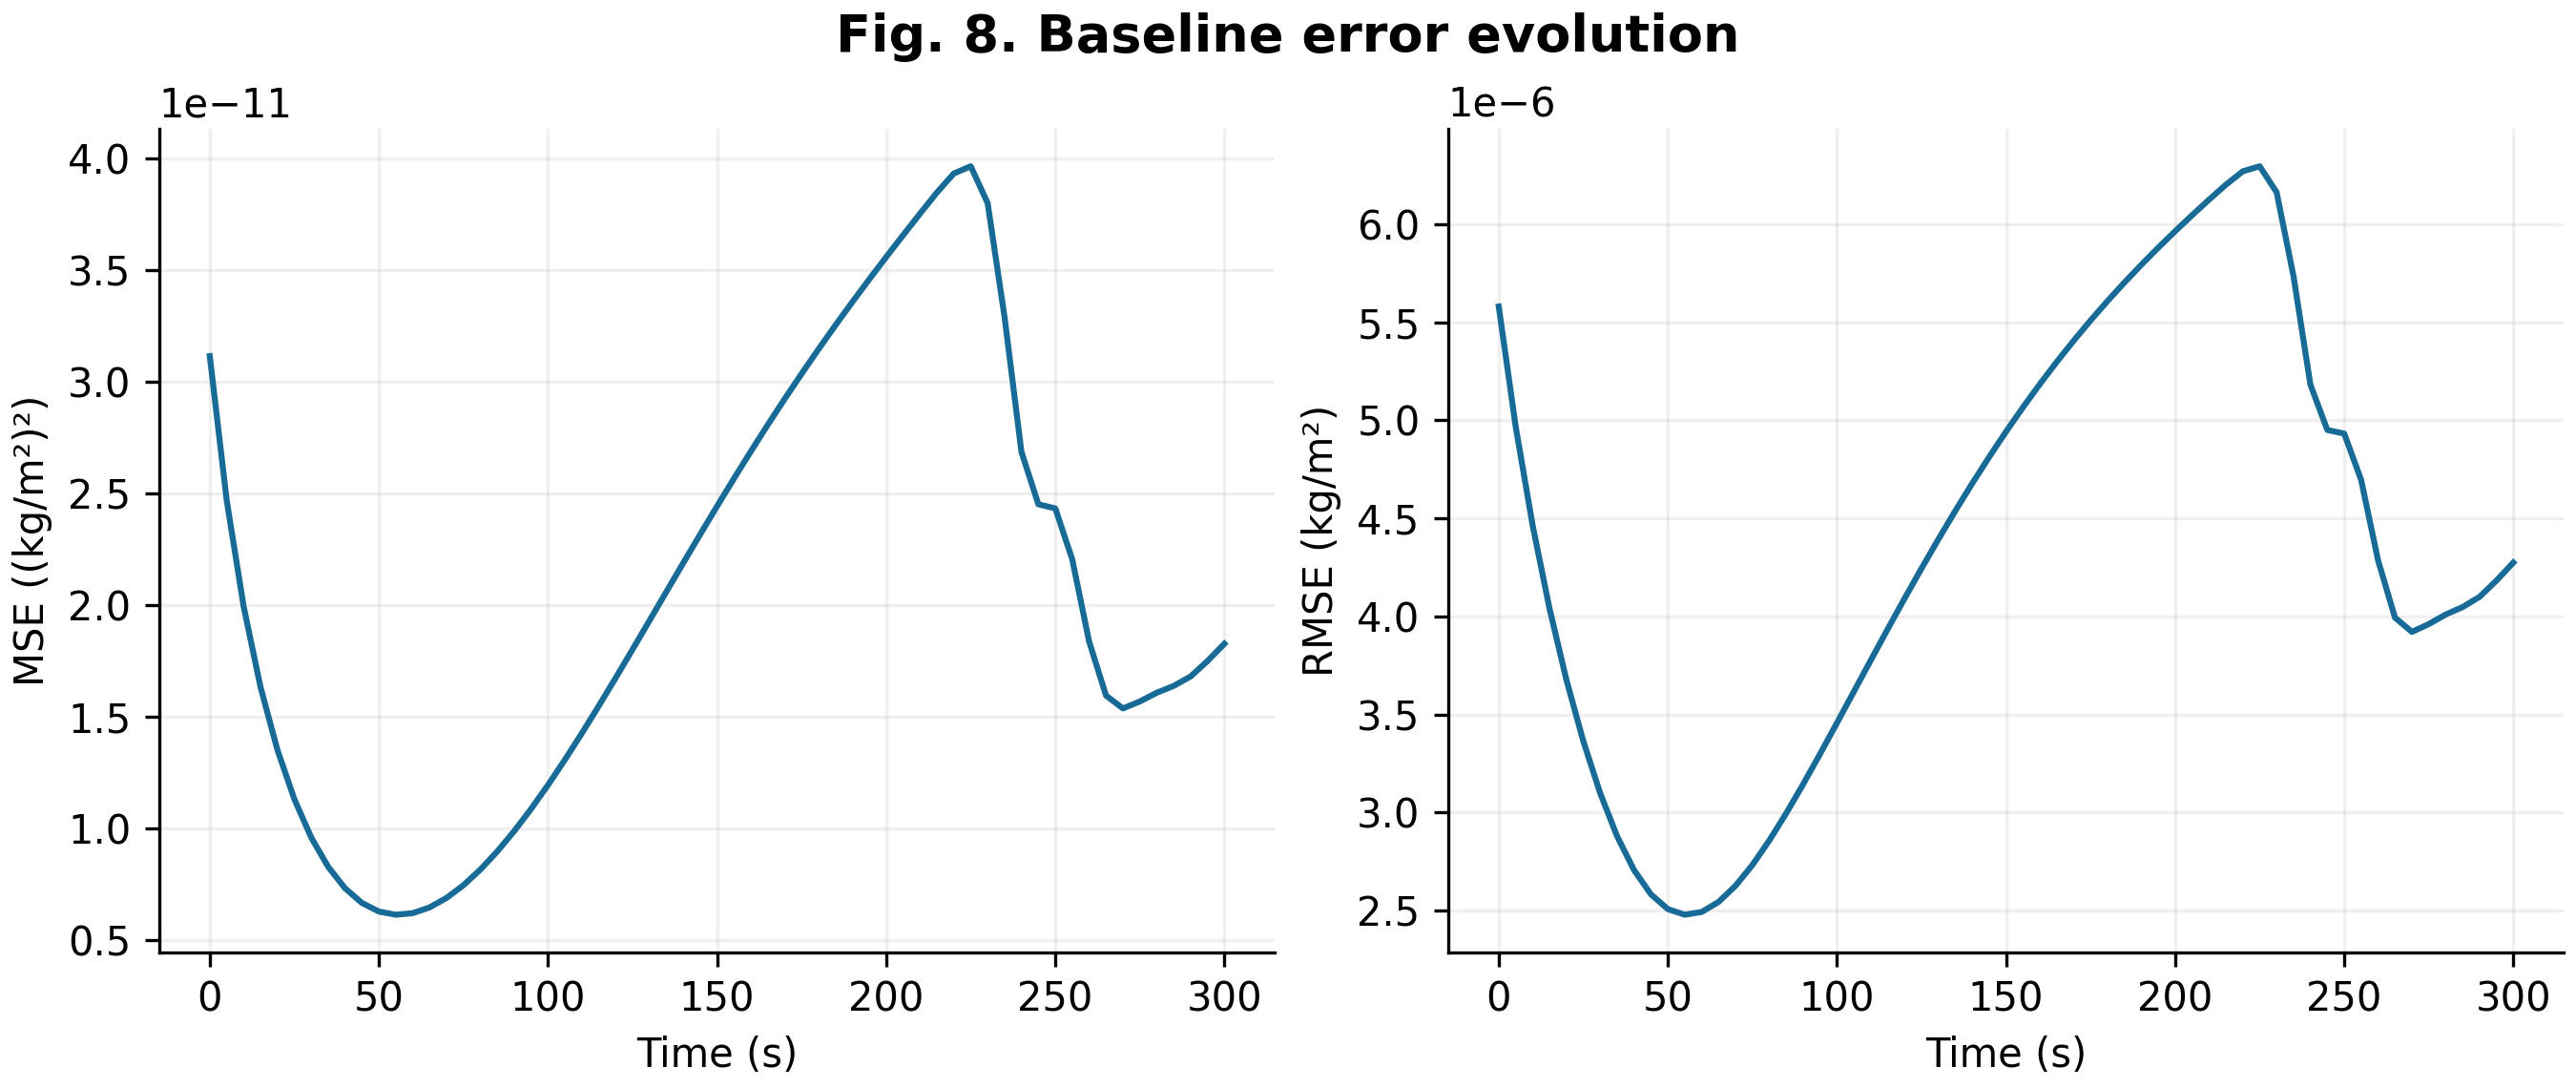 Fig. 8. Baseline error evolution
1e−11
4.0
3.5
3.0
2.5
2.0
1.5
1.0
0.5
MSE ((kg/m²)²)
0 50 100 150 200 250 300
Time (s)
1e−6
6.0
5.5
5.0
4.5
4.0
3.5
3.0
2.5
RMSE (kg/m²)
0 50 100 150 200 250 300
Time (s)